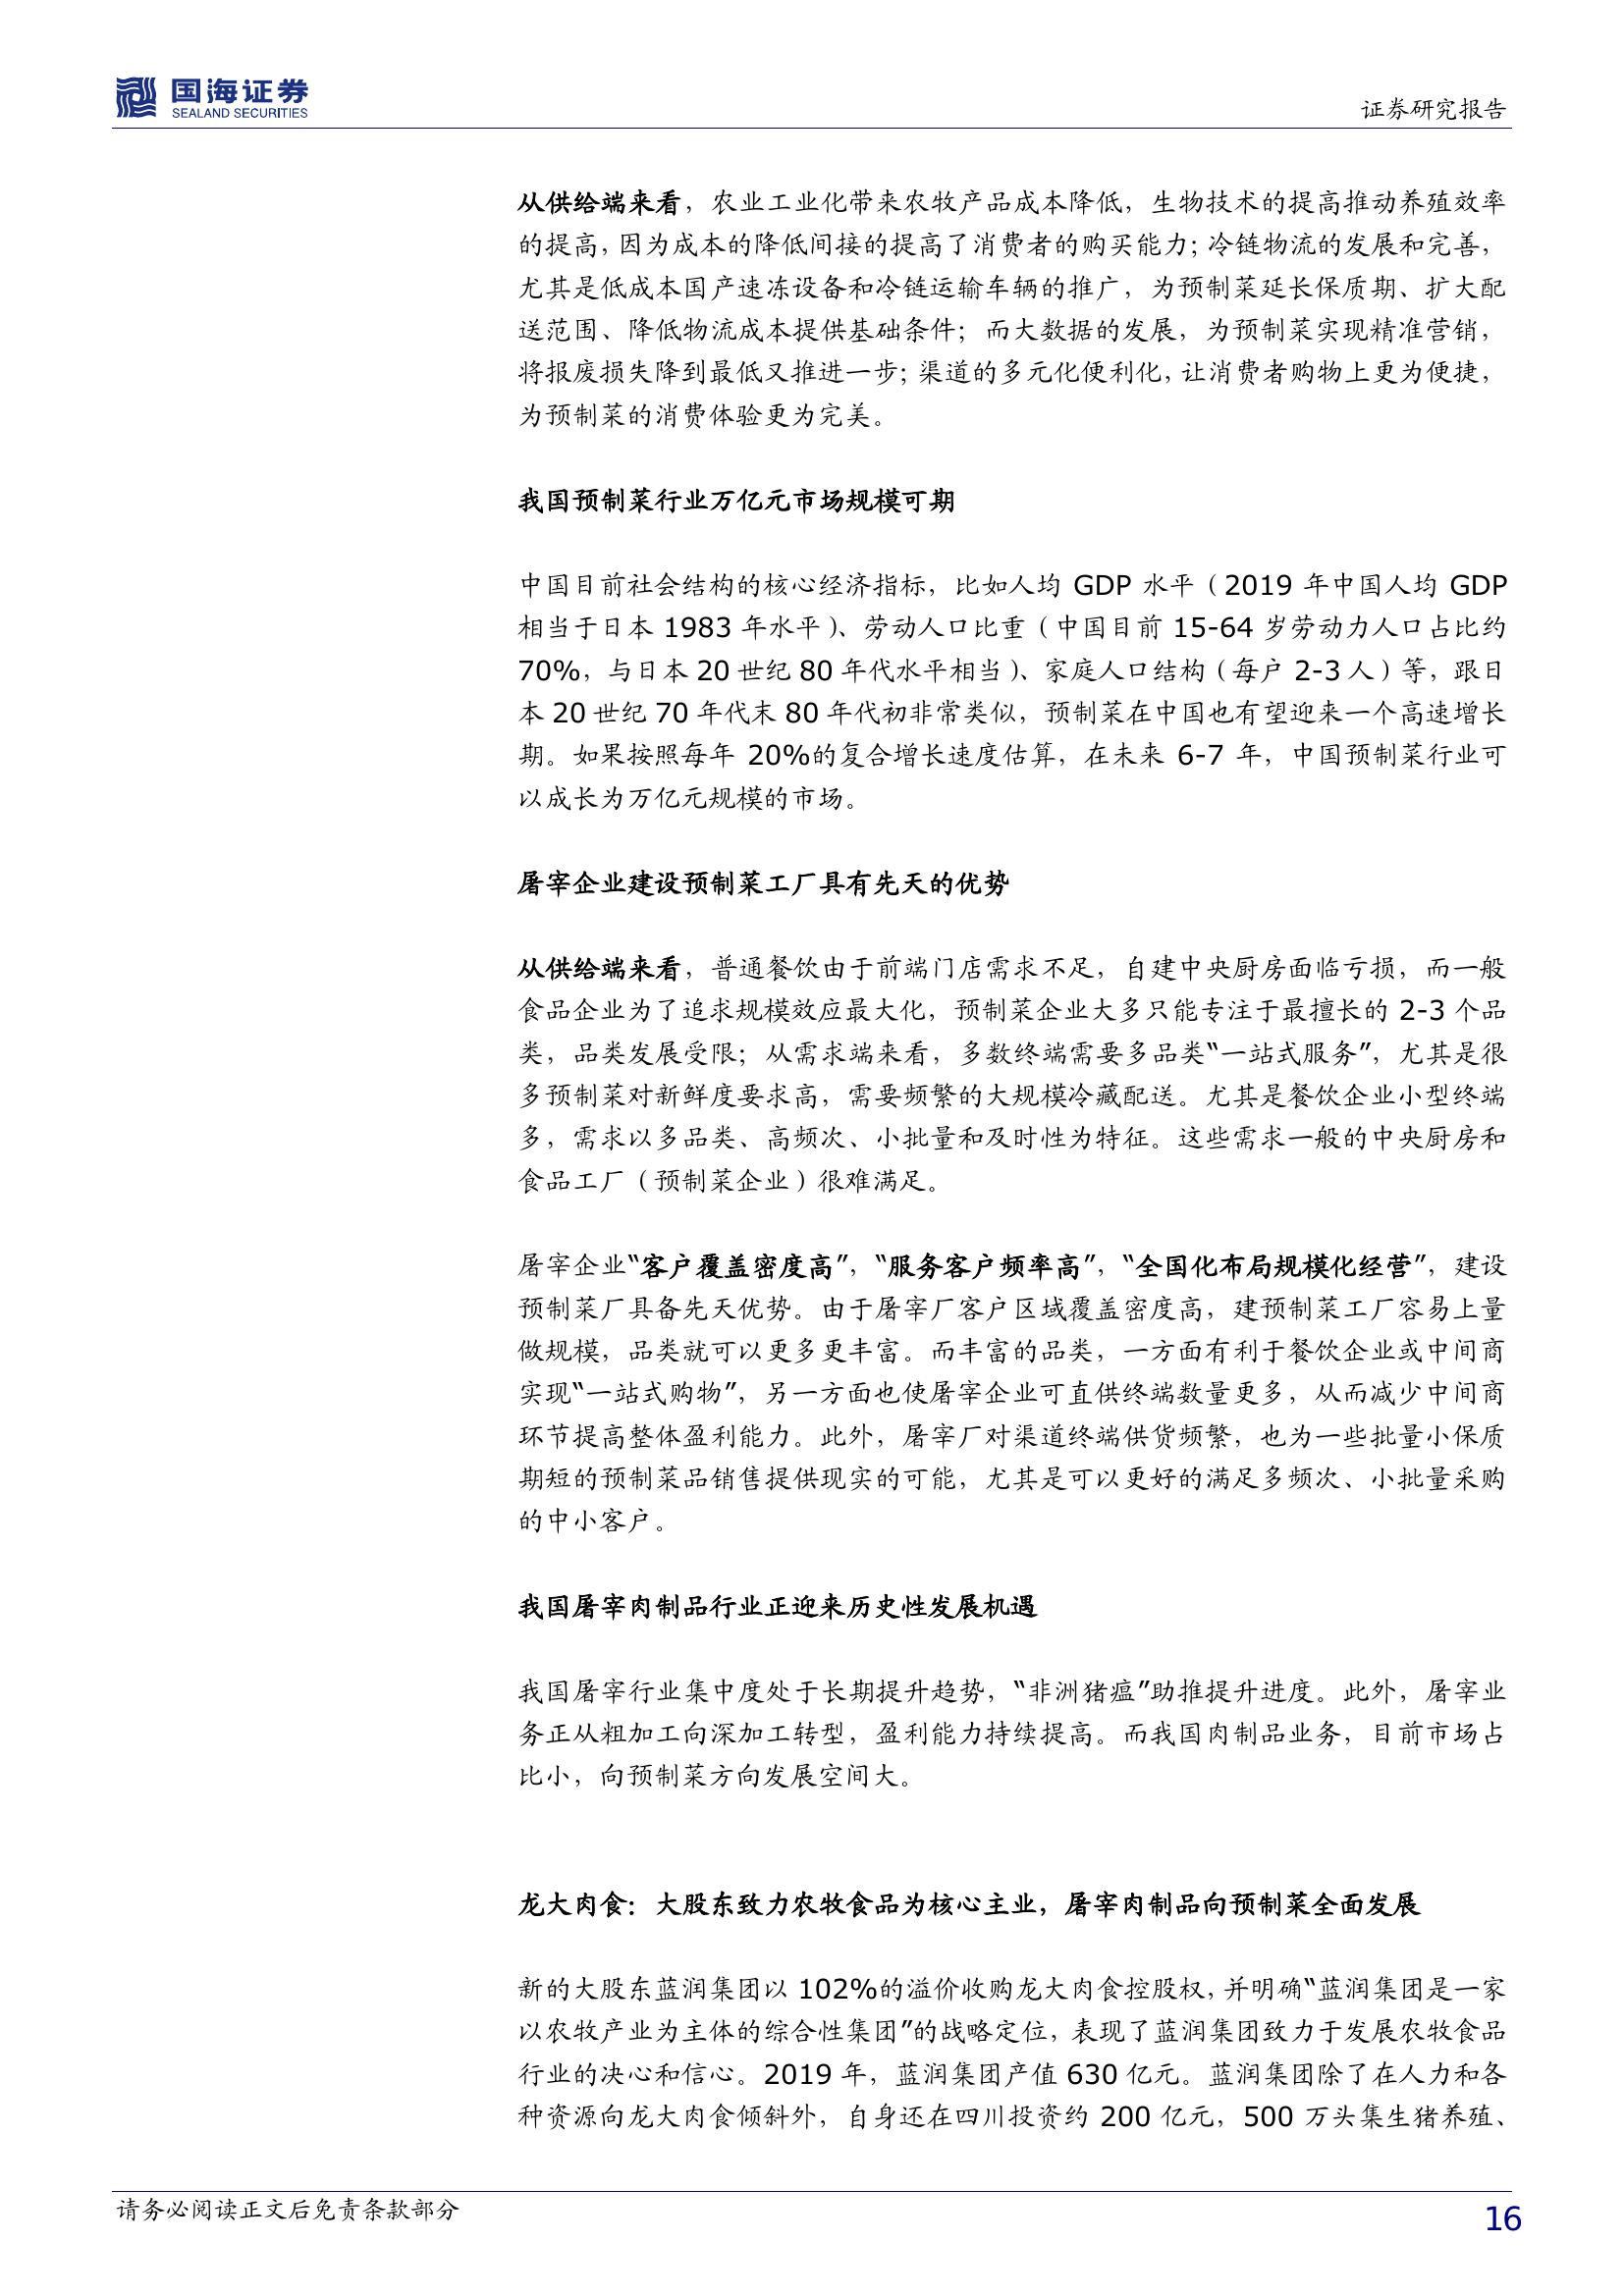 国海证券
SEALAND SECURITIES
证券研究报告
从供给端来看，农业工业化带来农牧产品成本降低，生物技术的提高推动养殖效率
的提高，因为成本的降低间接的提高了消费者的购买能力；冷链物流的发展和完善，
尤其是低成本国产速冻设备和冷链运输车辆的推广，为预制菜延长保质期、扩大配
送范围、降低物流成本提供基础条件；而大数据的发展，为预制菜实现精准营销，
将报废损失降到最低又推进一步；渠道的多元化便利化，让消费者购物上更为便捷，
为预制菜的消费体验更为完美。
我国预制菜行业万亿元市场规模可期
中国目前社会结构的核心经济指标，比如人均 GDP 水平（2019 年中国人均 GDP
相当于日本 1983 年水平）、劳动人口比重（中国目前 15-64 岁劳动力人口占比约
70%，与日本 20 世纪 80 年代水平相当）、家庭人口结构（每户 2-3 人）等，跟日
本 20 世纪 70 年代末 80 年代初非常类似，预制菜在中国也有望迎来一个高速增长
期。如果按照每年 20%的复合增长速度估算，在未来 6-7 年，中国预制菜行业可
以成长为万亿元规模的市场。
屠宰企业建设预制菜工厂具有先天的优势
从供给端来看，普通餐饮由于前端门店需求不足，自建中央厨房面临亏损，而一般
食品企业为了追求规模效应最大化，预制菜企业大多只能专注于最擅长的 2-3 个品
类，品类发展受限；从需求端来看，多数终端需要多品类“一站式服务”，尤其是很
多预制菜对新鲜度要求高，需要频繁的大规模冷藏配送。尤其是餐饮企业小型终端
多，需求以多品类、高频次、小批量和及时性为特征。这些需求一般的中央厨房和
食品工厂（预制菜企业）很难满足。
屠宰企业“客户覆盖密度高”，“服务客户频率高”，“全国化布局规模化经营”，建设
预制菜厂具备先天优势。由于屠宰厂客户区域覆盖密度高，建预制菜工厂容易上量
做规模，品类就可以更多更丰富。而丰富的品类，一方面有利于餐饮企业或中间商
实现“一站式购物”，另一方面也使屠宰企业可直供终端数量更多，从而减少中间商
环节提高整体盈利能力。此外，屠宰厂对渠道终端供货频繁，也为一些批量小保质
期短的预制菜品销售提供现实的可能，尤其是可以更好的满足多频次、小批量采购
的中小客户。
我国屠宰肉制品行业正迎来历史性发展机遇
我国屠宰行业集中度处于长期提升趋势，“非洲猪瘟”助推提升进度。此外，屠宰业
务正从粗加工向深加工转型，盈利能力持续提高。而我国肉制品业务，目前市场占
比小，向预制菜方向发展空间大。
龙大肉食：大股东致力农牧食品为核心主业，屠宰肉制品向预制菜全面发展
新的大股东蓝润集团以 102%的溢价收购龙大肉食控股权，并明确“蓝润集团是一家
以农牧产业为主体的综合性集团”的战略定位，表现了蓝润集团致力于发展农牧食品
行业的决心和信心。2019 年，蓝润集团产值 630 亿元。蓝润集团除了在人力和各
种资源向龙大肉食倾斜外，自身还在四川投资约 200 亿元，500 万头集生猪养殖、
请务必阅读正文后免责条款部分
16